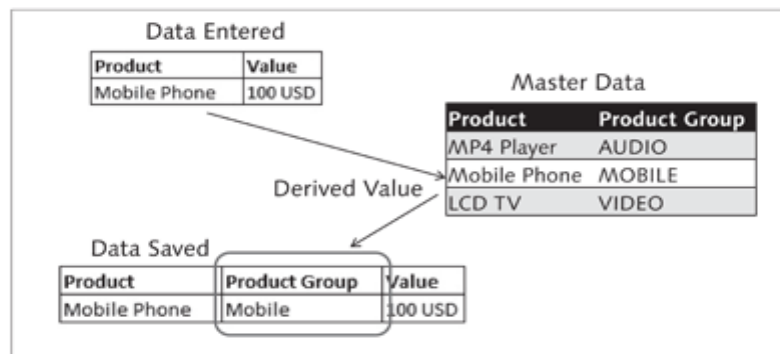 Data Entered
Product Value
Mobile Phone 100 USD
Master Data
Product Product Group
MP4 Player AUDIO
Mobile Phone MOBILE
LCD TV VIDEO
Derived Value
Data Saved
Product Product Group Value
Mobile Phone Mobile 100 USD